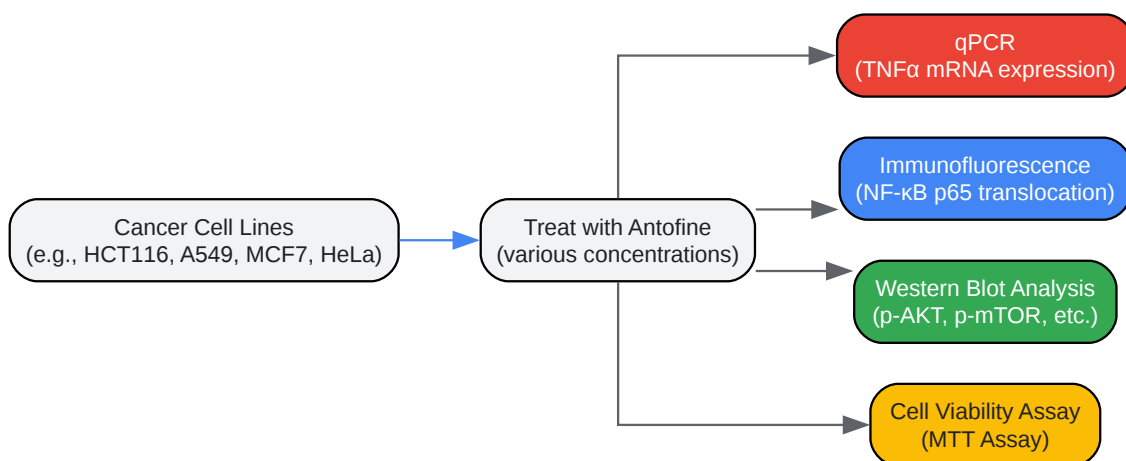 Cancer Cell Lines
(e.g., HCT116, A549, MCF7, HeLa)
Treat with Antofine
(various concentrations)
qPCR
(TNFα mRNA expression)
Immunofluorescence
(NF-κB p65 translocation)
Western Blot Analysis
(p-AKT, p-mTOR, etc.)
Cell Viability Assay
(MTT Assay)